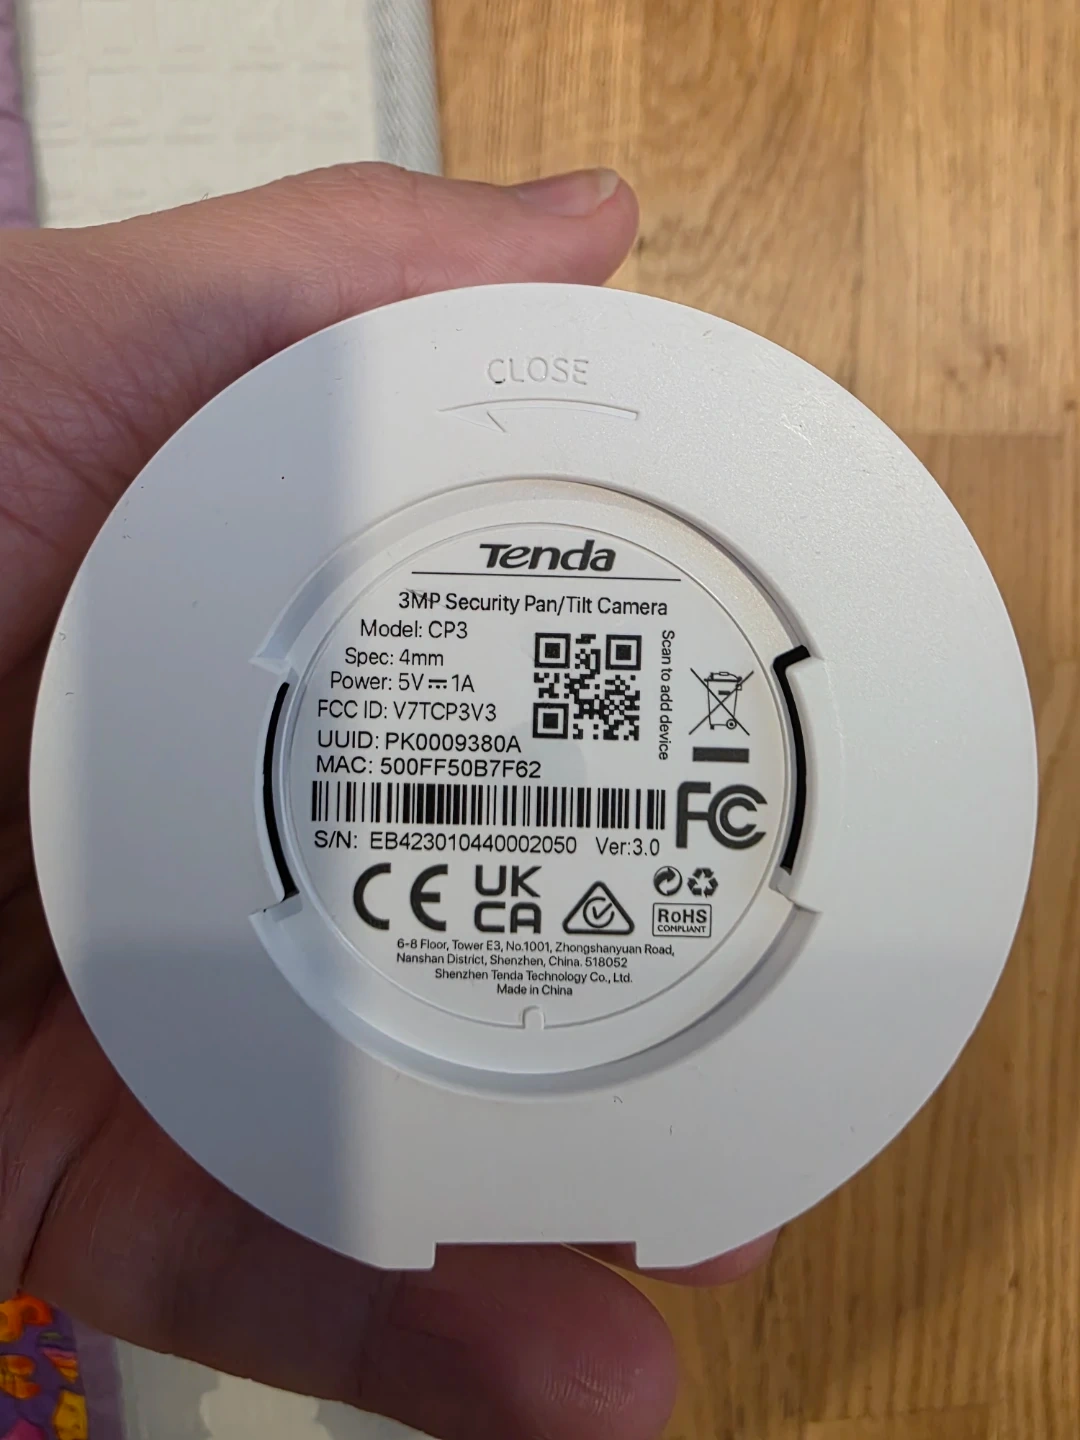 CLOSE
Tenda
3MP Security Pan/Tilt Camera
Model: CP3
Spec: 4mm
Power: 5V⎓1A
FCC ID: V7TCP3V3
UUID: PK0009380A
MAC: 500FF50B7F62
Scan to add device
S/N: EB423010440002050 Ver:3.0
FC
CE
UK
CA
RoHS
COMPLIANT
6-8 Floor, Tower E3, No.1001, Zhongshanyuan Road,
Nanshan District, Shenzhen, China. 518052
Shenzhen Tenda Technology Co., Ltd.
Made in China